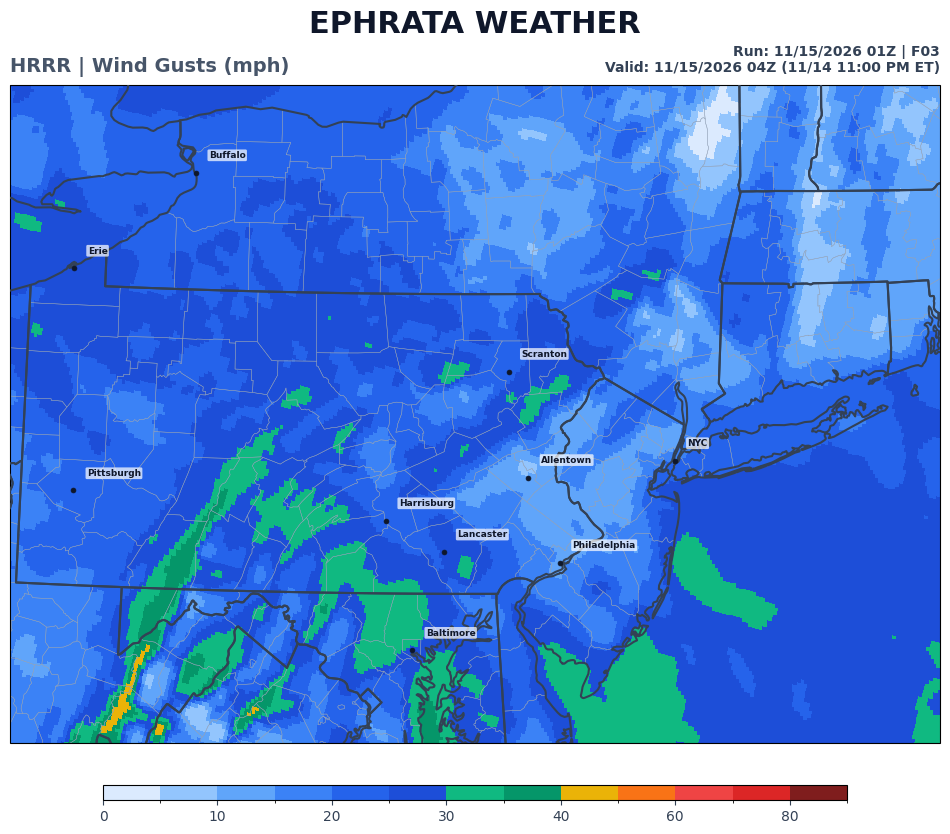 EPHRATA WEATHER
HRRR | Wind Gusts (mph)
Run: 11/15/2026 01Z | F03
Valid: 11/15/2026 04Z (11/14 11:00 PM ET)
Buffalo
Erie
Scranton
NYC
Allentown
Pittsburgh
Harrisburg
Lancaster
Philadelphia
Baltimore
0 10 20 30 40 50 60 70 80